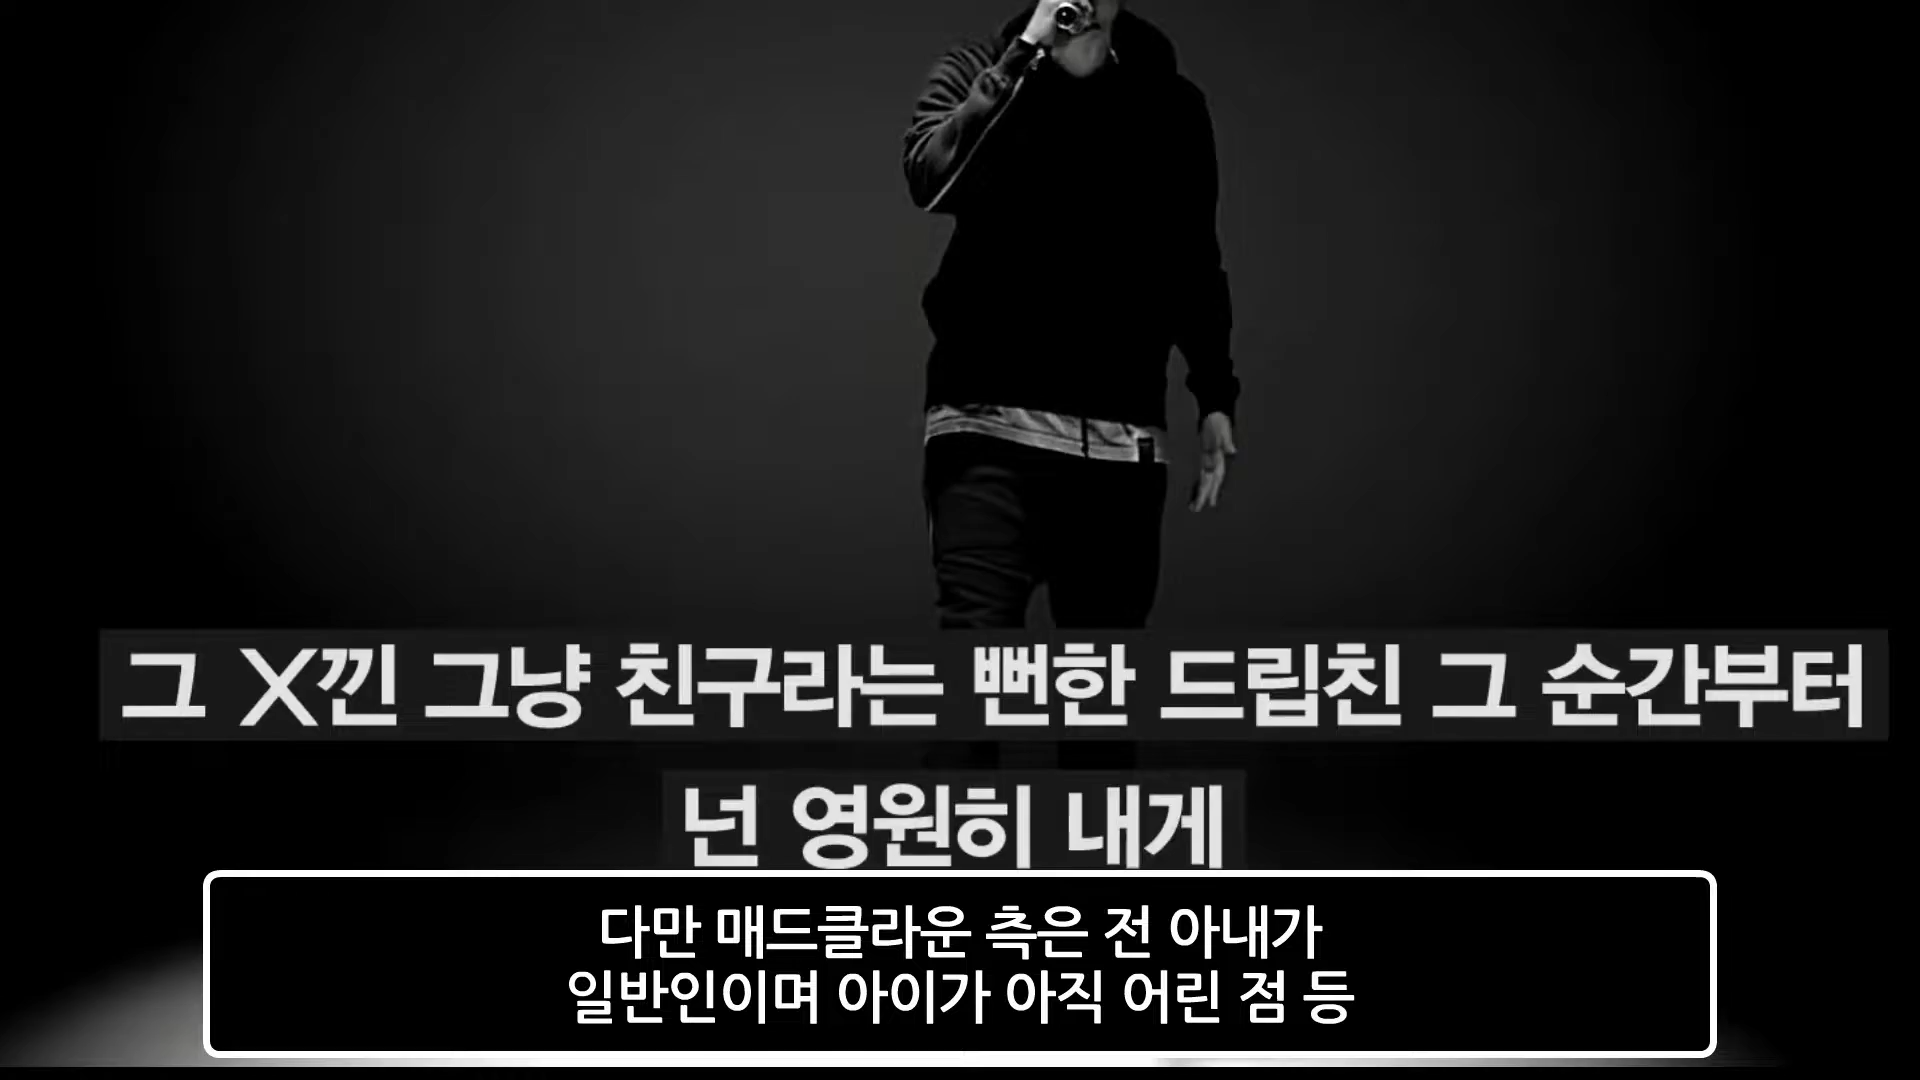 그 X낀 그냥 친구라는 뻔한 드립친 그 순간부터
넌 영원히 내게
다만 매드클라운 측은 전 아내가
일반인이며 아이가 아직 어린 점 등